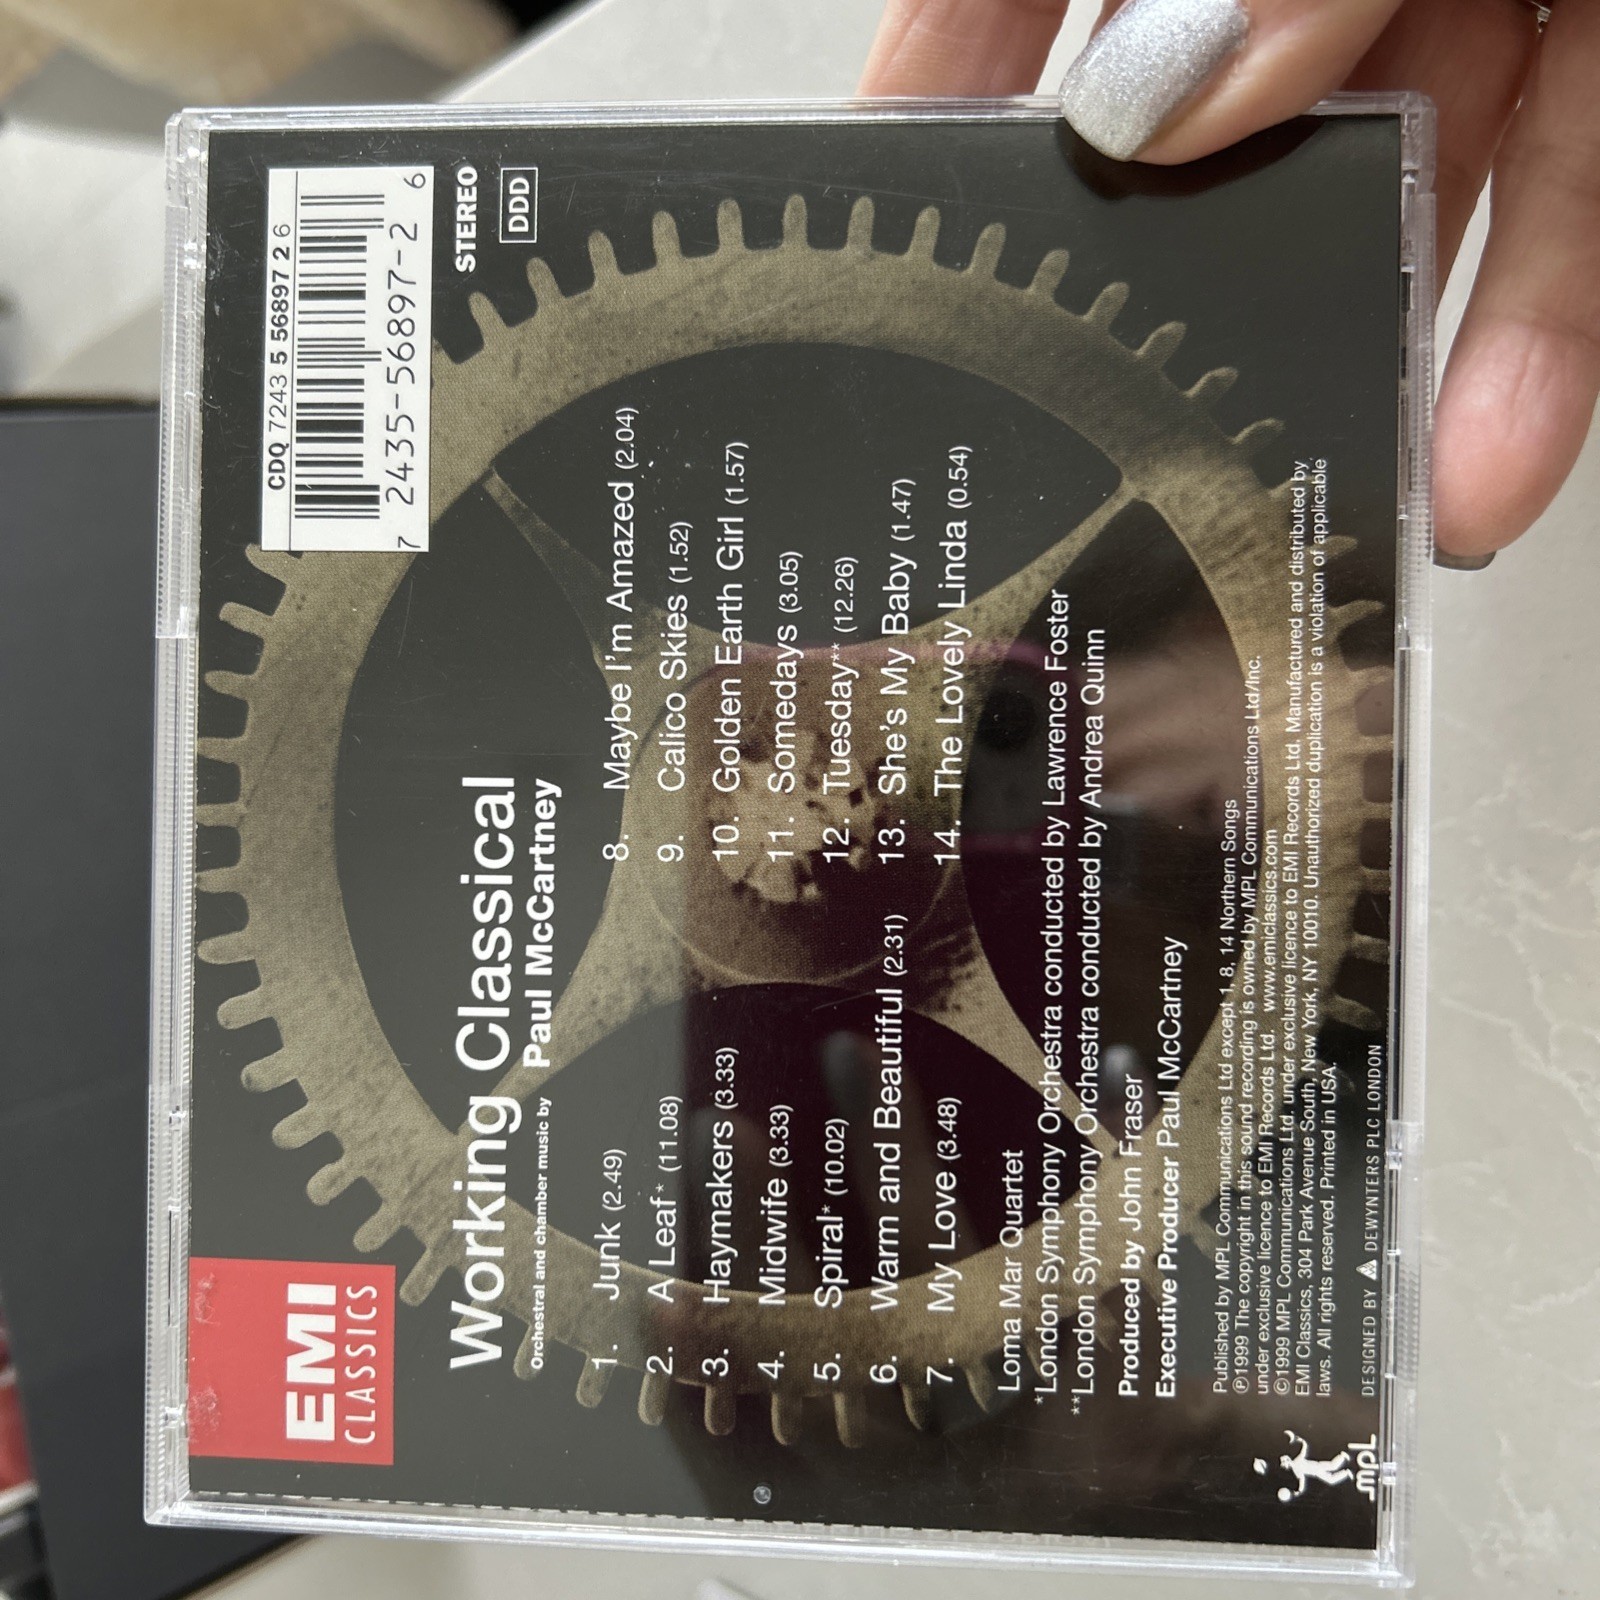 EMI
CLASSICS
CDQ 7243 5 56897 2 6
7 2435-56897-2 6
STEREO
DDD
Working Classical
Orchestral and chamber music by Paul McCartney
1. Junk (2.49)
2. A Leaf* (11.08)
3. Haymakers (3.33)
4. Midwife (3.33)
5. Spiral* (10.02)
6. Warm and Beautiful (2.31)
7. My Love (3.48)
8. Maybe I'm Amazed (2.04)
9. Calico Skies (1.52)
10. Golden Earth Girl (1.57)
11. Somedays (3.05)
12. Tuesday** (12.26)
13. She's My Baby (1.47)
14. The Lovely Linda (0.54)
Loma Mar Quartet
*London Symphony Orchestra conducted by Lawrence Foster
**London Symphony Orchestra conducted by Andrea Quinn
Produced by John Fraser
Executive Producer Paul McCartney
Published by MPL Communications Ltd except 1, 8, 14 Northern Songs
℗1999 The copyright in this sound recording is owned by MPL Communications Ltd/Inc.
under exclusive licence to EMI Records Ltd. www.emiclassics.com
©1999 MPL Communications Ltd. under exclusive licence to EMI Records Ltd. Manufactured and distributed by
EMI Classics, 304 Park Avenue South, New York, NY 10010. Unauthorized duplication is a violation of applicable
laws. All rights reserved. Printed in USA.
DESIGNED BY DEWYNTERS PLC LONDON
mpl